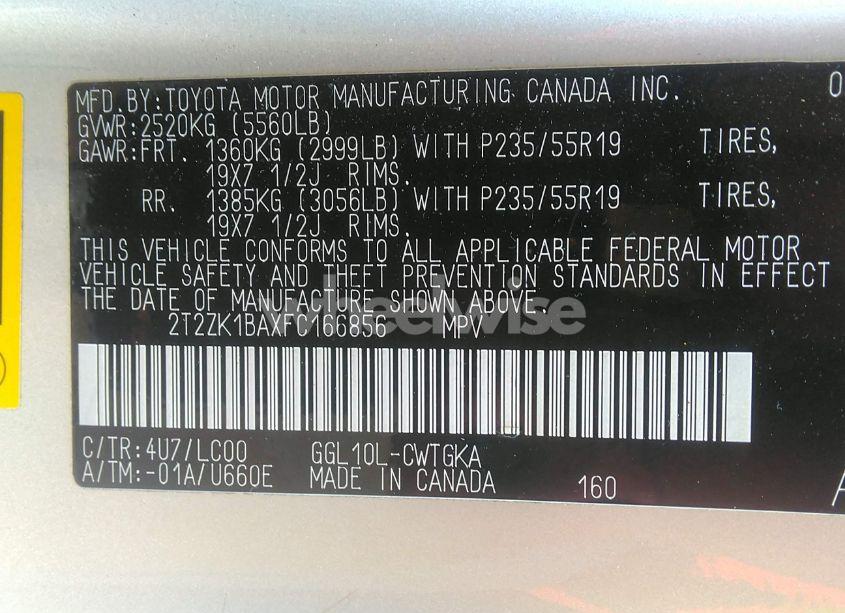 MFD.BY:TOYOTA MOTOR MANUFACTURING CANADA INC. 0
GVWR:2520KG (5560LB)
GAWR:FRT. 1360KG (2999LB) WITH P235/55R19 TIRES,
19X7 1/2J RIMS.
RR. 1385KG (3056LB) WITH P235/55R19 TIRES,
19X7 1/2J RIMS.
THIS VEHICLE CONFORMS TO ALL APPLICABLE FEDERAL MOTOR
VEHICLE SAFETY AND THEFT PREVENTION STANDARDS IN EFFECT
THE DATE OF MANUFACTURE SHOWN ABOVE.
wheelwise
2T2ZK1BAXFC166856 MPV
C/TR:4U7/LC00 GGL10L-CWTGKA
A/TM:-01A/U660E MADE IN CANADA 160 A